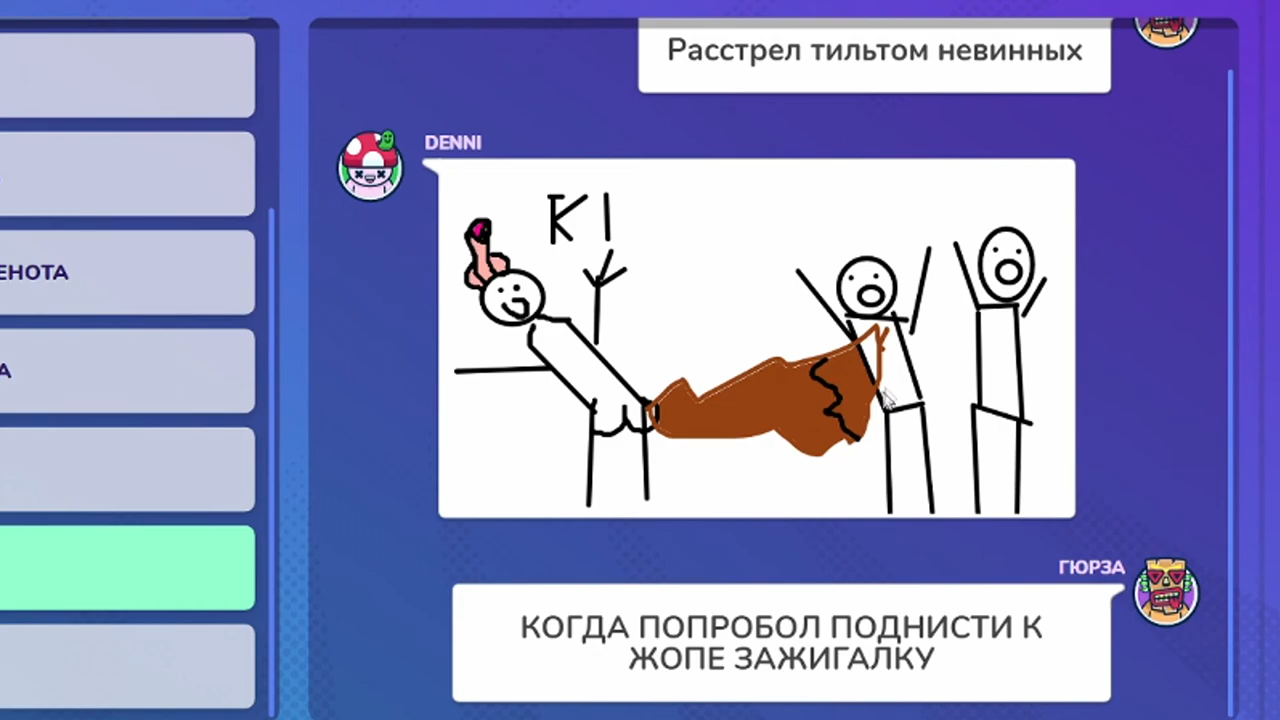 Расстрел тильтом невинных
DENNI
KI
ЕНОТА
А
ГЮРЗА
КОГДА ПОПРОБОЛ ПОДНИСТИ К
ЖОПЕ ЗАЖИГАЛКУ